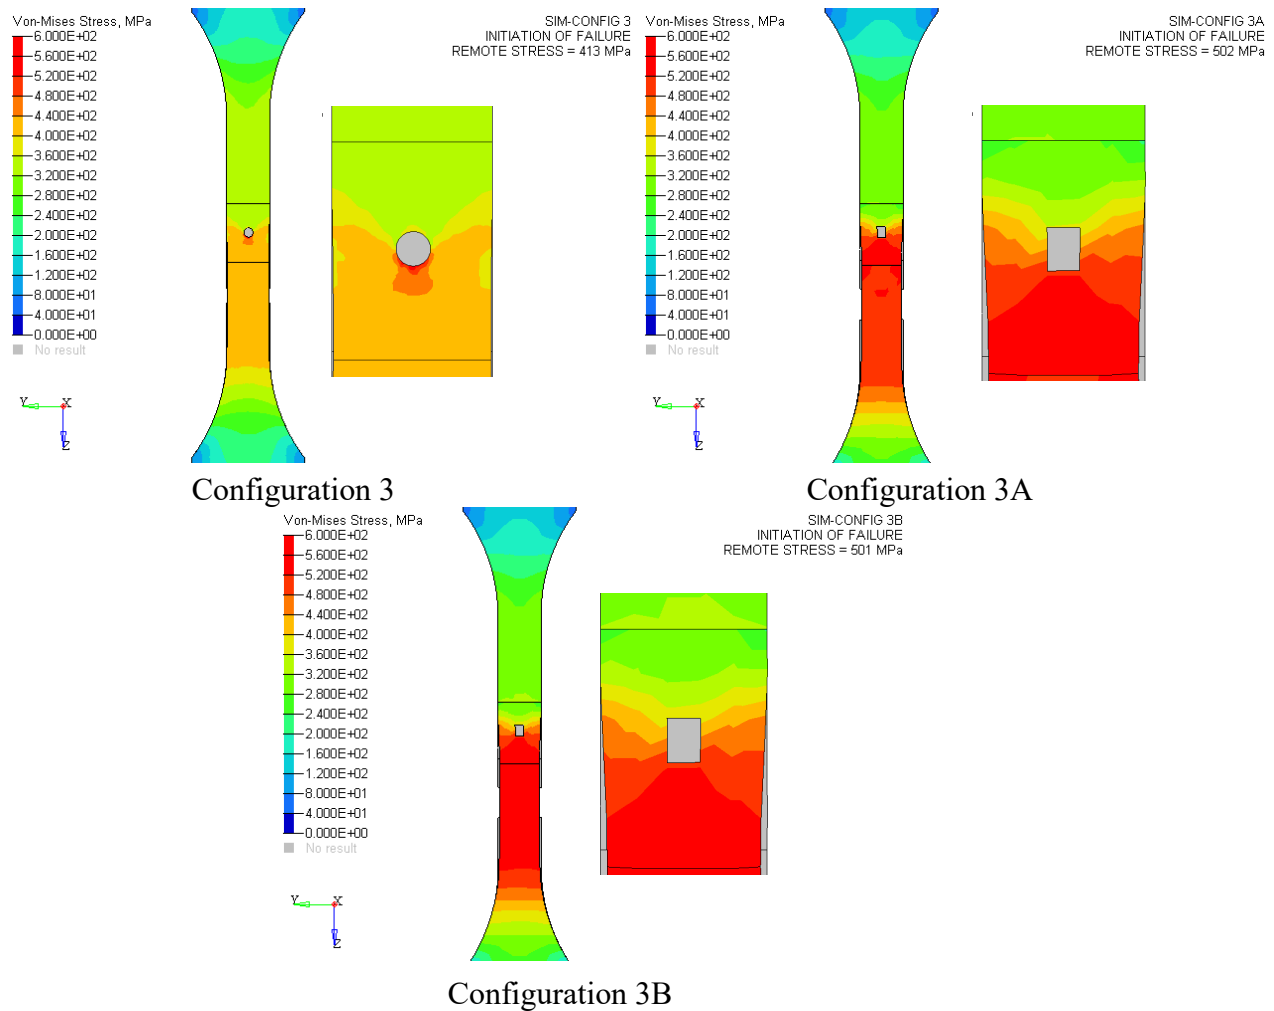 Von-Mises Stress, MPa
6.000E+02
5.600E+02
5.200E+02
4.800E+02
4.400E+02
4.000E+02
3.600E+02
3.200E+02
2.800E+02
2.400E+02
2.000E+02
1.600E+02
1.200E+02
8.000E+01
4.000E+01
0.000E+00
No result
SIM-CONFIG 3
INITIATION OF FAILURE
REMOTE STRESS = 413 MPa
Y
X
Z
Configuration 3
Von-Mises Stress, MPa
6.000E+02
5.600E+02
5.200E+02
4.800E+02
4.400E+02
4.000E+02
3.600E+02
3.200E+02
2.800E+02
2.400E+02
2.000E+02
1.600E+02
1.200E+02
8.000E+01
4.000E+01
0.000E+00
No result
SIM-CONFIG 3A
INITIATION OF FAILURE
REMOTE STRESS = 502 MPa
Y
X
Z
Configuration 3A
Von-Mises Stress, MPa
6.000E+02
5.600E+02
5.200E+02
4.800E+02
4.400E+02
4.000E+02
3.600E+02
3.200E+02
2.800E+02
2.400E+02
2.000E+02
1.600E+02
1.200E+02
8.000E+01
4.000E+01
0.000E+00
No result
SIM-CONFIG 3B
INITIATION OF FAILURE
REMOTE STRESS = 501 MPa
Y
X
Z
Configuration 3B